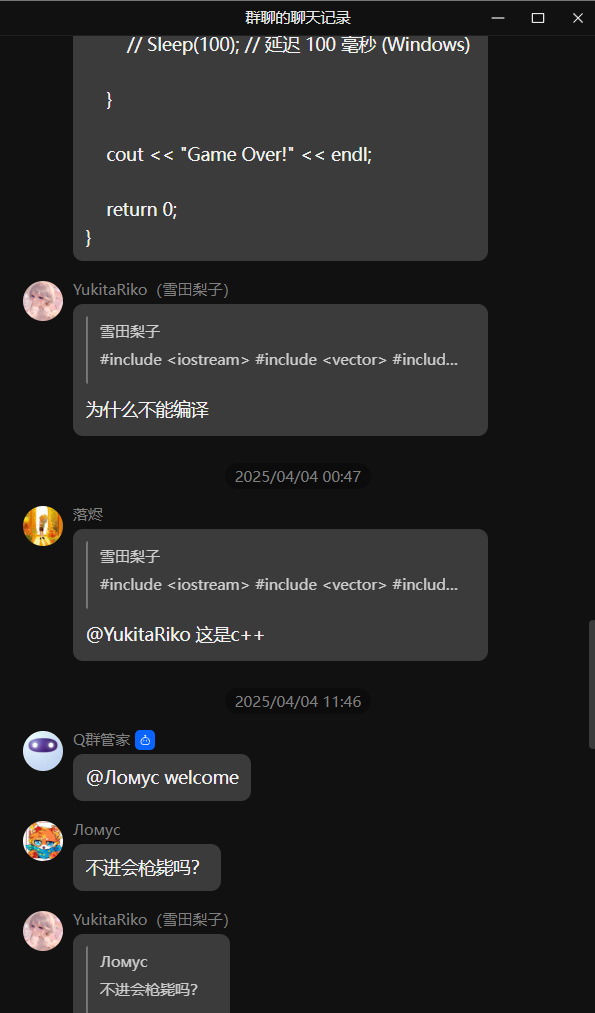 群聊的聊天记录
// Sleep(100); // 延迟 100 毫秒 (Windows)
}
cout << "Game Over!" << endl;
return 0;
}
YukitaRiko（雪田梨子）
雪田梨子
#include <iostream> #include <vector> #includ...
为什么不能编译
2025/04/04 00:47
落烬
雪田梨子
#include <iostream> #include <vector> #includ...
@YukitaRiko 这是c++
2025/04/04 11:46
Q群管家
@Ломус welcome
Ломус
不进会枪毙吗？
YukitaRiko（雪田梨子）
Ломус
不进会枪毙吗？